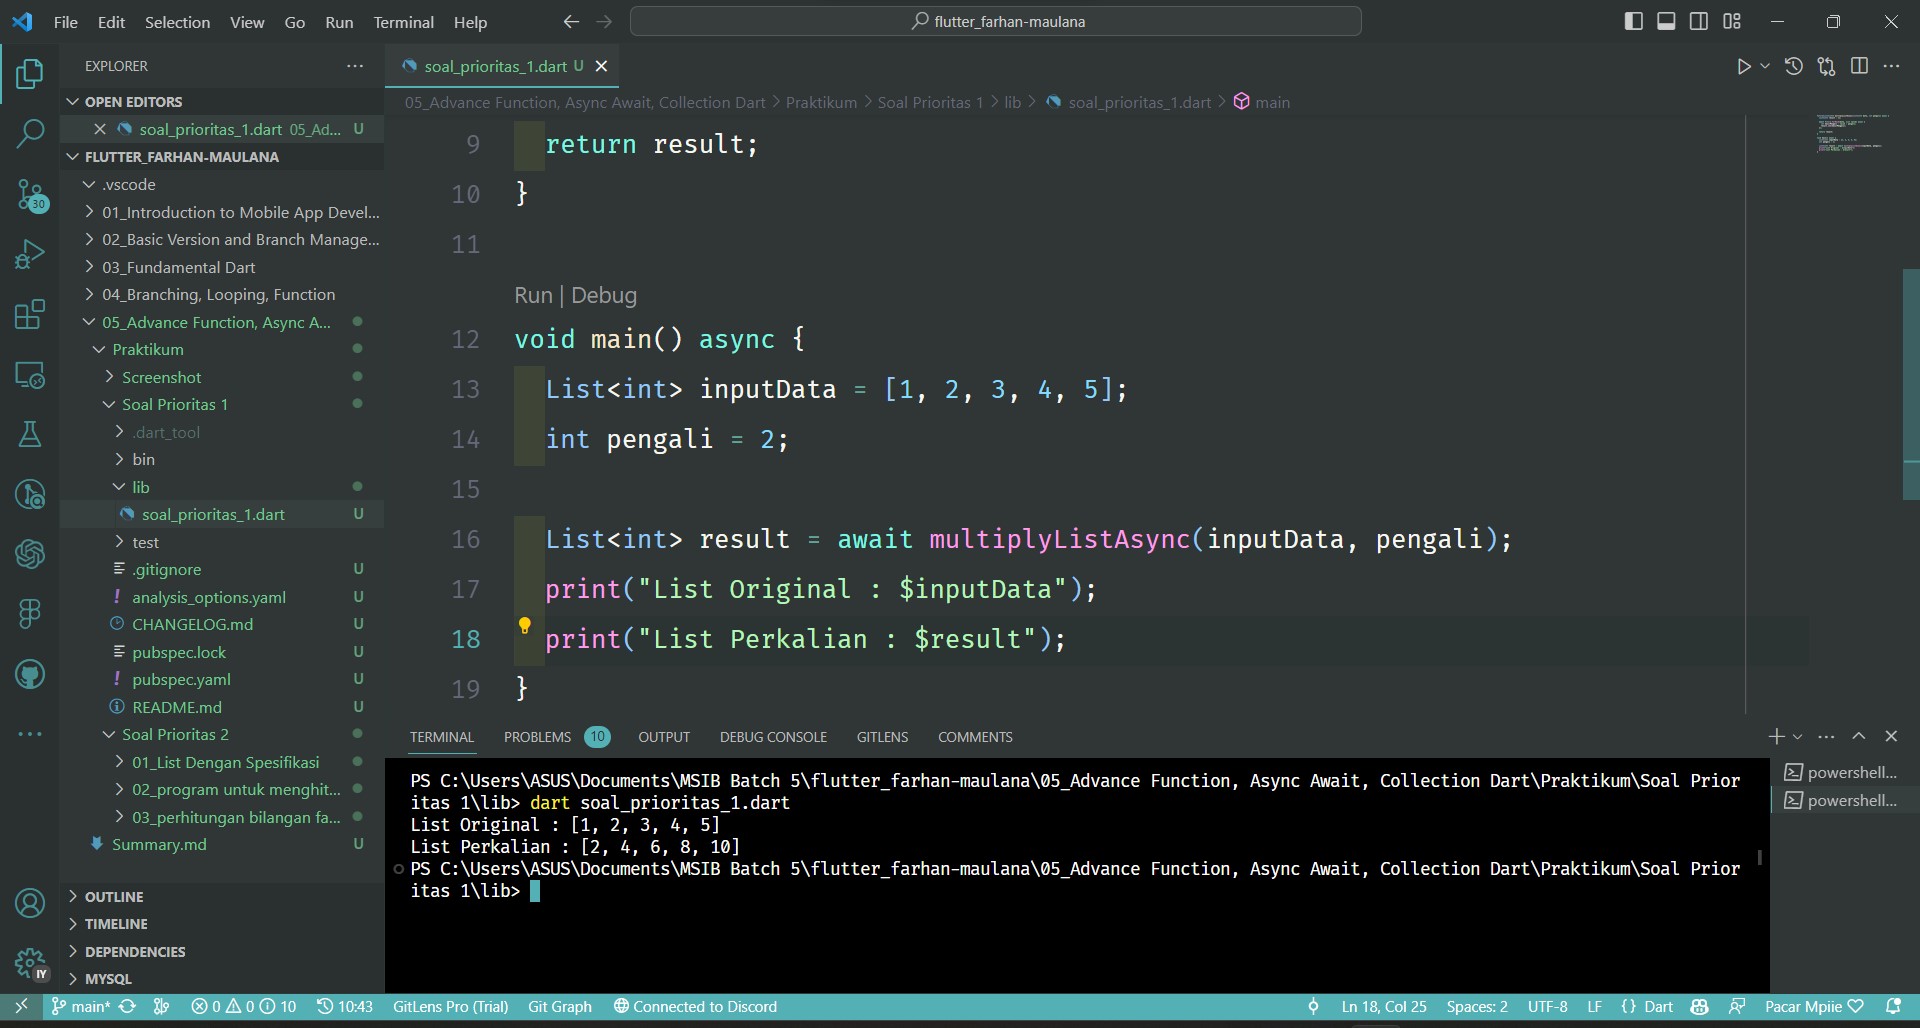 File Edit Selection View Go Run Terminal Help
flutter_farhan-maulana
EXPLORER
OPEN EDITORS
soal_prioritas_1.dart 05_Ad... U
FLUTTER_FARHAN-MAULANA
.vscode
01_Introduction to Mobile App Devel...
02_Basic Version and Branch Manage...
03_Fundamental Dart
04_Branching, Looping, Function
05_Advance Function, Async A...
Praktikum
Screenshot
Soal Prioritas 1
.dart_tool
bin
lib
soal_prioritas_1.dart U
test
.gitignore U
analysis_options.yaml U
CHANGELOG.md U
pubspec.lock U
pubspec.yaml U
README.md U
Soal Prioritas 2
01_List Dengan Spesifikasi
02_program untuk menghit...
03_perhitungan bilangan fa...
Summary.md U
OUTLINE
TIMELINE
DEPENDENCIES
MYSQL
30
IY
soal_prioritas_1.dart U
05_Advance Function, Async Await, Collection Dart > Praktikum > Soal Prioritas 1 > lib > soal_prioritas_1.dart > main
9 return result;
10 }
11
Run | Debug
12 void main() async {
13 List<int> inputData = [1, 2, 3, 4, 5];
14 int pengali = 2;
15
16 List<int> result = await multiplyListAsync(inputData, pengali);
17 print("List Original : $inputData");
18 print("List Perkalian : $result");
19 }
TERMINAL PROBLEMS 10 OUTPUT DEBUG CONSOLE GITLENS COMMENTS
PS C:\Users\ASUS\Documents\MSIB Batch 5\flutter_farhan-maulana\05_Advance Function, Async Await, Collection Dart\Praktikum\Soal Prior
itas 1\lib> dart soal_prioritas_1.dart
List Original : [1, 2, 3, 4, 5]
List Perkalian : [2, 4, 6, 8, 10]
PS C:\Users\ASUS\Documents\MSIB Batch 5\flutter_farhan-maulana\05_Advance Function, Async Await, Collection Dart\Praktikum\Soal Prior
itas 1\lib>
powershell...
powershell...
main* 0 0 10 10:43 GitLens Pro (Trial) Git Graph Connected to Discord Ln 18, Col 25 Spaces: 2 UTF-8 LF {} Dart Pacar Mpiie